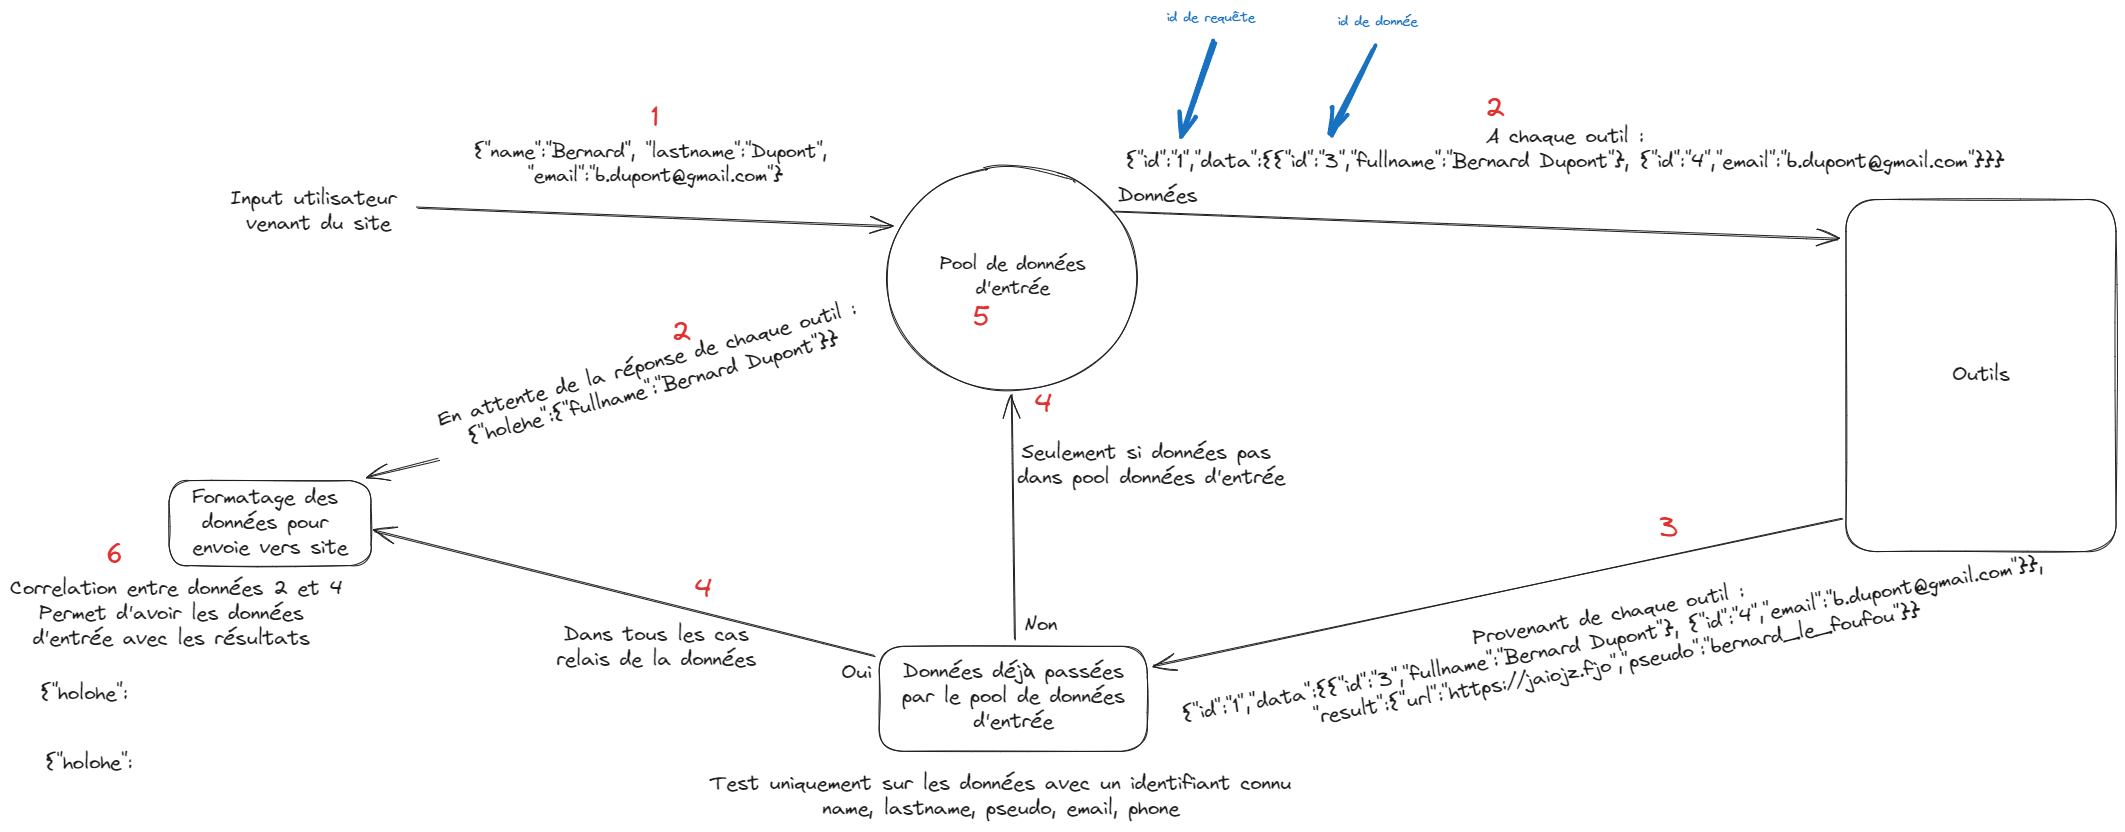 id de requête
id de donnée
1
{"name":"Bernard", "lastname":"Dupont",
"email":"b.dupont@gmail.com"}
2
A chaque outil :
{"id":"1","data":{{"id":"3","fullname":"Bernard Dupont"}, {"id":"4","email":"b.dupont@gmail.com"}}}
Input utilisateur
venant du site
Données
Pool de données
d'entrée
5
2
En attente de la réponse de chaque outil :
{"holehe":{"fullname":"Bernard Dupont"}}
Outils
4
Seulement si données pas
dans pool données d'entrée
Formatage des
données pour
envoie vers site
3
Provenant de chaque outil :
{"id":"1","data":{{"id":"3","fullname":"Bernard Dupont"}, {"id":"4","email":"b.dupont@gmail.com"}},
"result":{"url":"https://jaiojz.fjo","pseudo":"bernard_le_foufou"}}
6
Correlation entre données 2 et 4
Permet d'avoir les données
d'entrée avec les résultats
4
Dans tous les cas
relais de la données
Non
Oui
Données déjà passées
par le pool de données
d'entrée
{"holohe":
{"holohe":
Test uniquement sur les données avec un identifiant connu
name, lastname, pseudo, email, phone